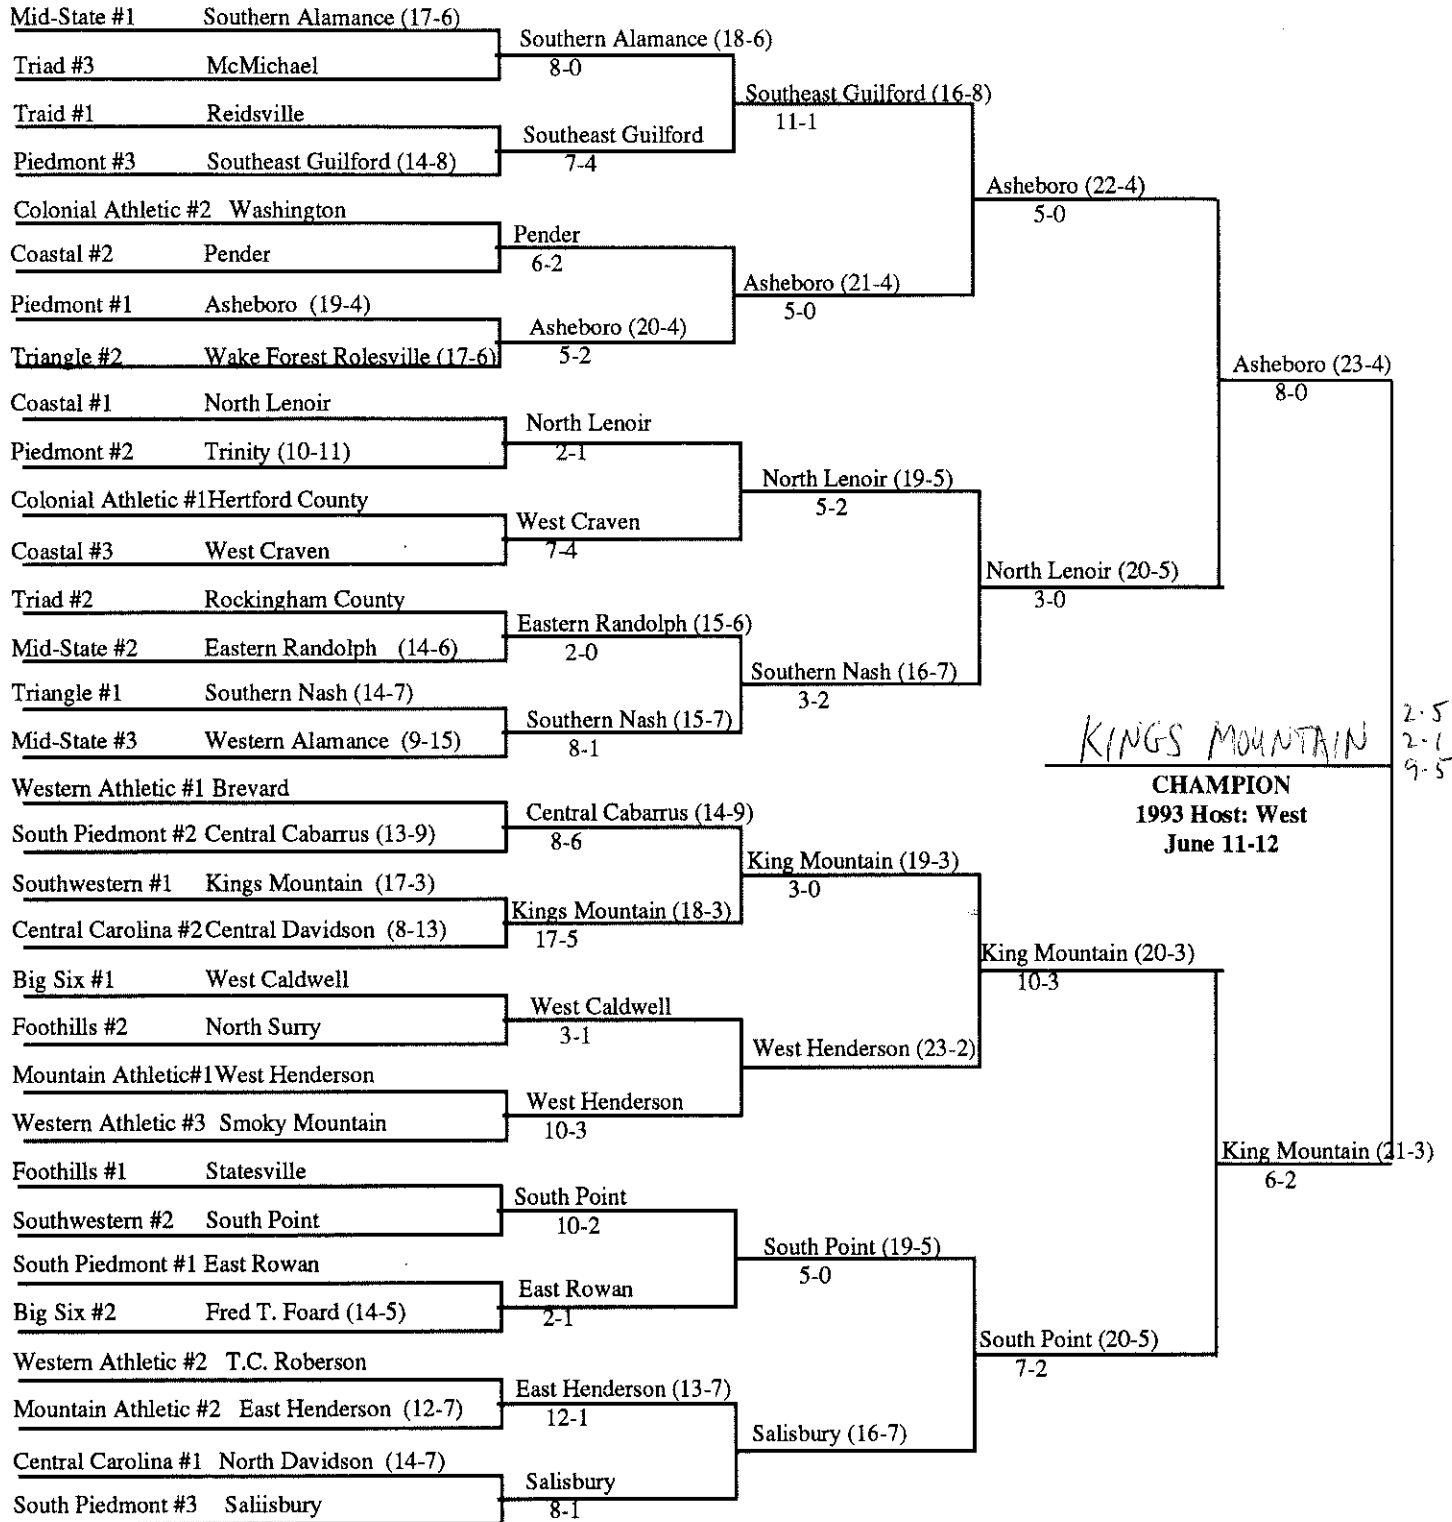 Mid-State #1 Southern Alamance (17-6)
Triad #3 McMichael
Traid #1 Reidsville
Piedmont #3 Southeast Guilford (14-8)
Colonial Athletic #2 Washington
Coastal #2 Pender
Piedmont #1 Asheboro (19-4)
Triangle #2 Wake Forest Rolesville (17-6)
Coastal #1 North Lenoir
Piedmont #2 Trinity (10-11)
Colonial Athletic #1 Hertford County
Coastal #3 West Craven
Triad #2 Rockingham County
Mid-State #2 Eastern Randolph (14-6)
Triangle #1 Southern Nash (14-7)
Mid-State #3 Western Alamance (9-15)
Western Athletic #1 Brevard
South Piedmont #2 Central Cabarrus (13-9)
Southwestern #1 Kings Mountain (17-3)
Central Carolina #2 Central Davidson (8-13)
Big Six #1 West Caldwell
Foothills #2 North Surry
Mountain Athletic#1 West Henderson
Western Athletic #3 Smoky Mountain
Foothills #1 Statesville
Southwestern #2 South Point
South Piedmont #1 East Rowan
Big Six #2 Fred T. Foard (14-5)
Western Athletic #2 T.C. Roberson
Mountain Athletic #2 East Henderson (12-7)
Central Carolina #1 North Davidson (14-7)
South Piedmont #3 Saliisbury
Southern Alamance (18-6)
8-0
Southeast Guilford
7-4
Pender
6-2
Asheboro (20-4)
5-2
North Lenoir
2-1
West Craven
7-4
Eastern Randolph (15-6)
2-0
Southern Nash (15-7)
8-1
Central Cabarrus (14-9)
8-6
Kings Mountain (18-3)
17-5
West Caldwell
3-1
West Henderson
10-3
South Point
10-2
East Rowan
2-1
East Henderson (13-7)
12-1
Salisbury
8-1
Southeast Guilford (16-8)
11-1
Asheboro (21-4)
5-0
North Lenoir (19-5)
5-2
Southern Nash (16-7)
3-2
King Mountain (19-3)
3-0
West Henderson (23-2)
South Point (19-5)
5-0
Salisbury (16-7)
Asheboro (22-4)
5-0
North Lenoir (20-5)
3-0
King Mountain (20-3)
10-3
South Point (20-5)
7-2
Asheboro (23-4)
8-0
King Mountain (21-3)
6-2
KINGS MOUNTAIN
2-5
2-1
9-5
CHAMPION
1993 Host: West
June 11-12